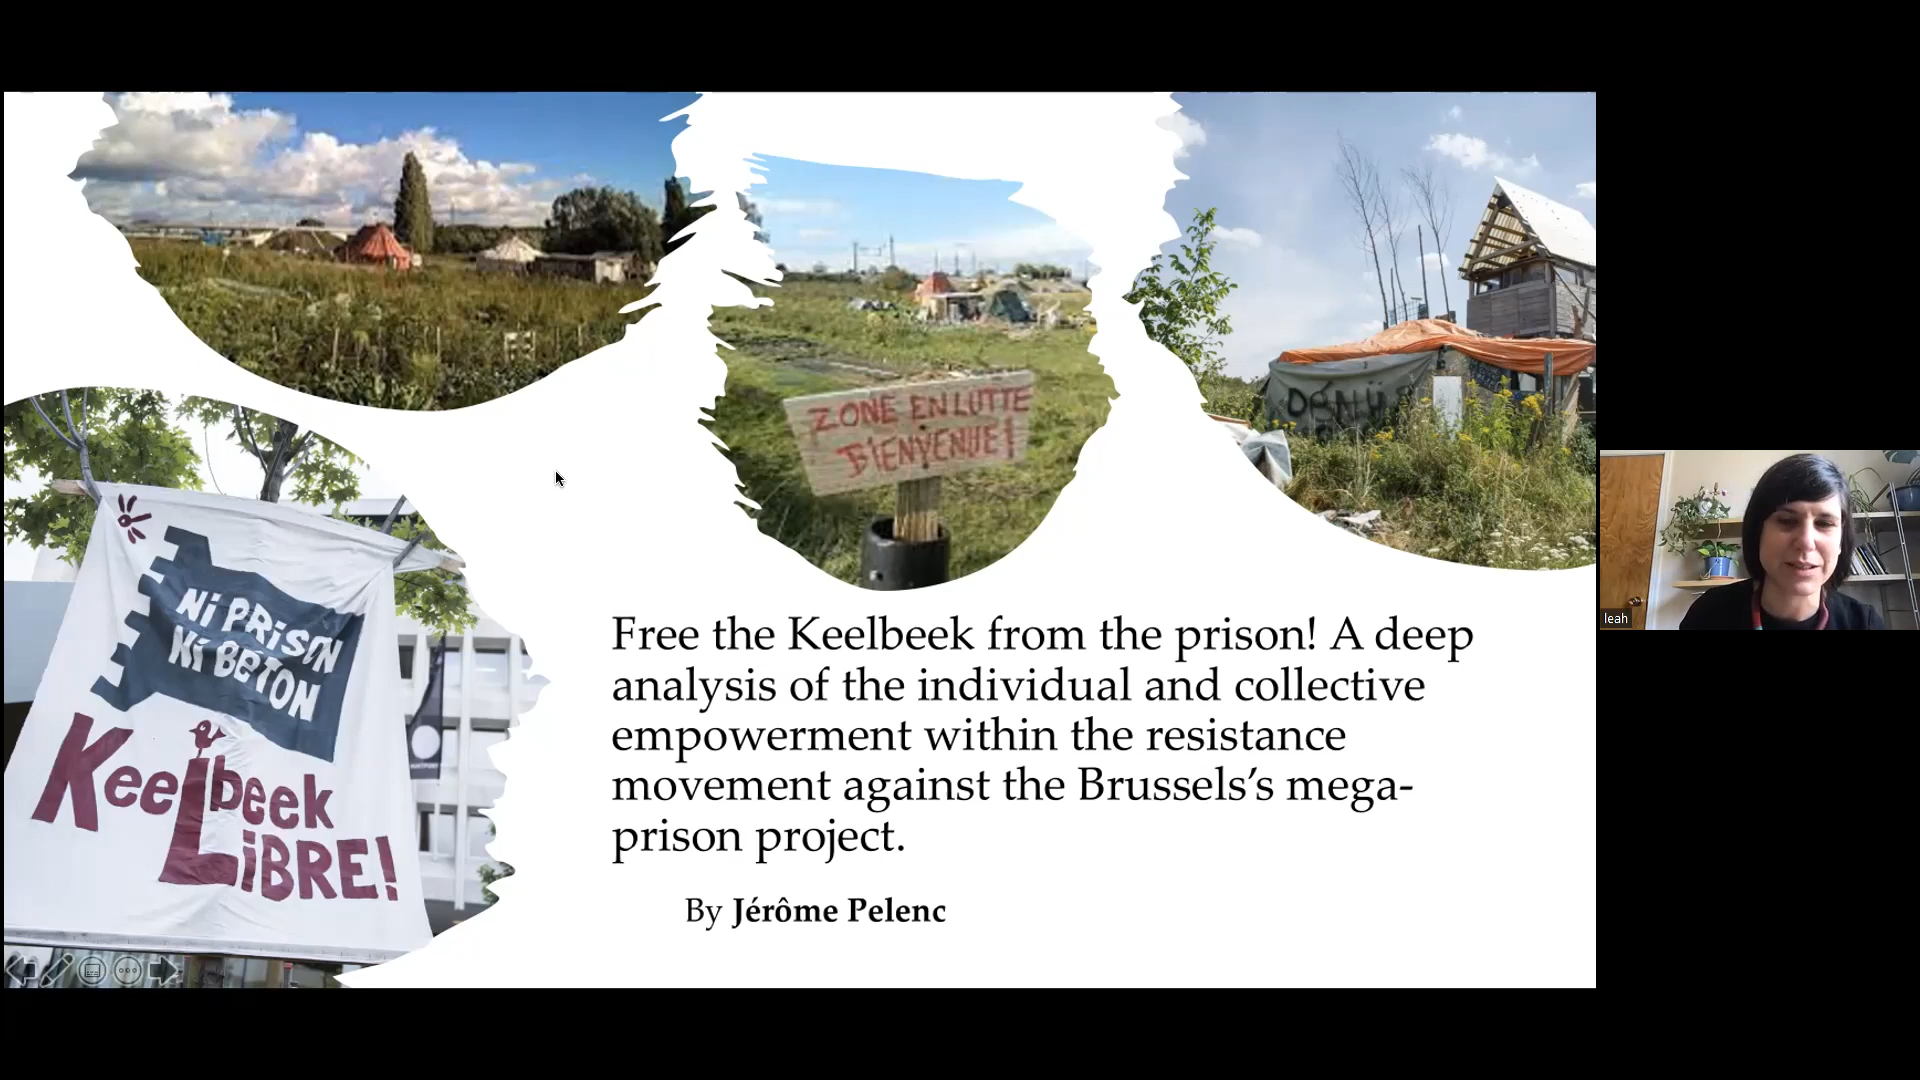 ZONE EN LUTTE
BIENVENUE!
NI PRISON
NI BETON
Keelbeek
LIBRE!
Free the Keelbeek from the prison! A deep
analysis of the individual and collective
empowerment within the resistance
movement against the Brussels’s mega-
prison project.
By Jérôme Pelenc
leah